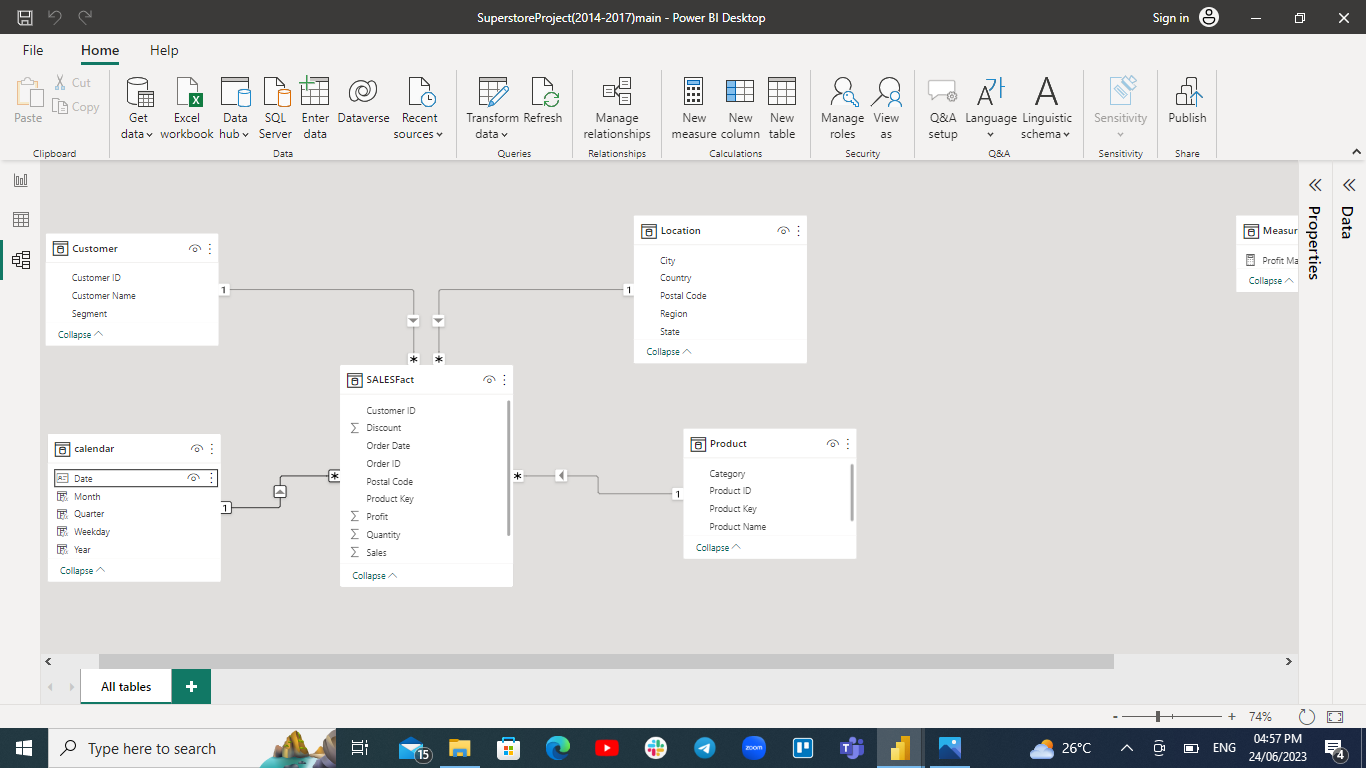 SuperstoreProject(2014-2017)main - Power BI Desktop
Sign in
File Home Help
Paste
Cut
Copy
Clipboard
Get data
Excel workbook
Data hub
SQL Server
Enter data
Dataverse
Recent sources
Data
Transform data
Refresh
Queries
Manage relationships
Relationships
New measure
New column
New table
Calculations
Manage roles
View as
Security
Q&A setup
Language
Linguistic schema
Q&A
Sensitivity
Sensitivity
Publish
Share
Customer
Customer ID
Customer Name
Segment
Collapse
1
*
Location
City
Country
Postal Code
Region
State
Collapse
1
*
SALESFact
Customer ID
Σ Discount
Order Date
Order ID
Postal Code
Product Key
Σ Profit
Σ Quantity
Σ Sales
Collapse
calendar
Date
Month
Quarter
Weekday
Year
Collapse
1
*
Product
Category
Product ID
Product Key
Product Name
Collapse
1
*
Measur
Profit Ma
Collapse
Properties
Data
All tables
+
- + 74%
Type here to search
15
zoom
26°C
ENG
04:57 PM
24/06/2023
4